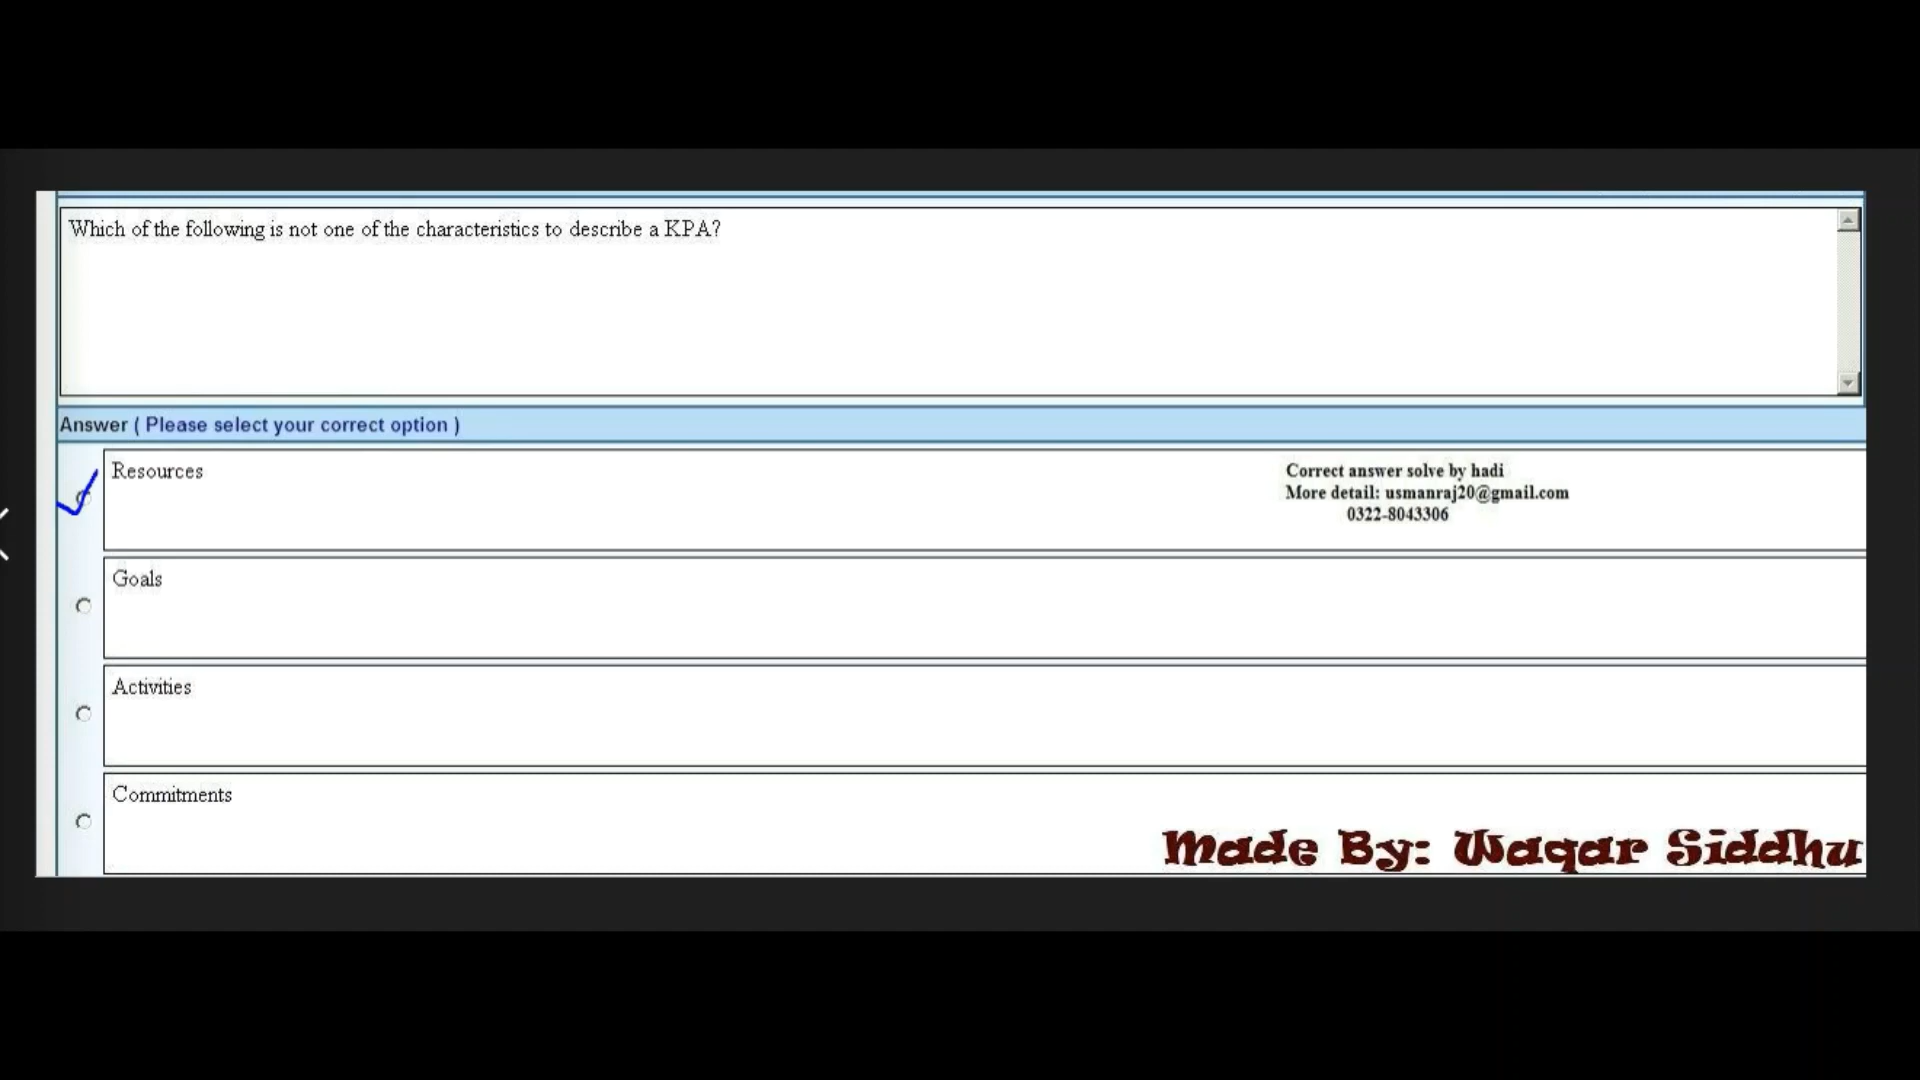 Which of the following is not one of the characteristics to describe a KPA?
Answer ( Please select your correct option )
Resources
Correct answer solve by hadi
More detail: usmanraj20@gmail.com
0322-8043306
Goals
Activities
Commitments
Made By: Waqar Siddhu